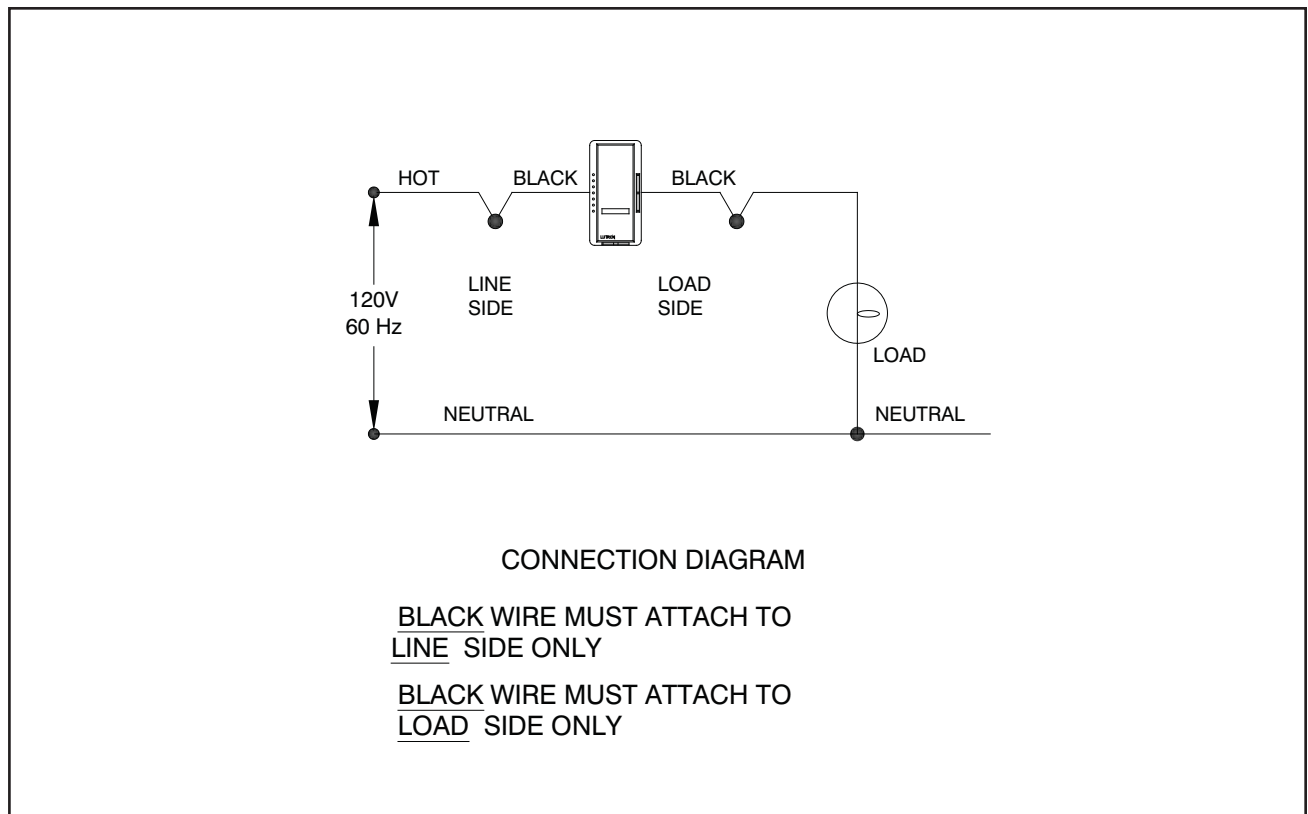 HOT
BLACK
BLACK
LUTRON
LINE
SIDE
LOAD
SIDE
120V
60 Hz
LOAD
NEUTRAL
NEUTRAL
CONNECTION DIAGRAM
BLACK WIRE MUST ATTACH TO
LINE SIDE ONLY
BLACK WIRE MUST ATTACH TO
LOAD SIDE ONLY